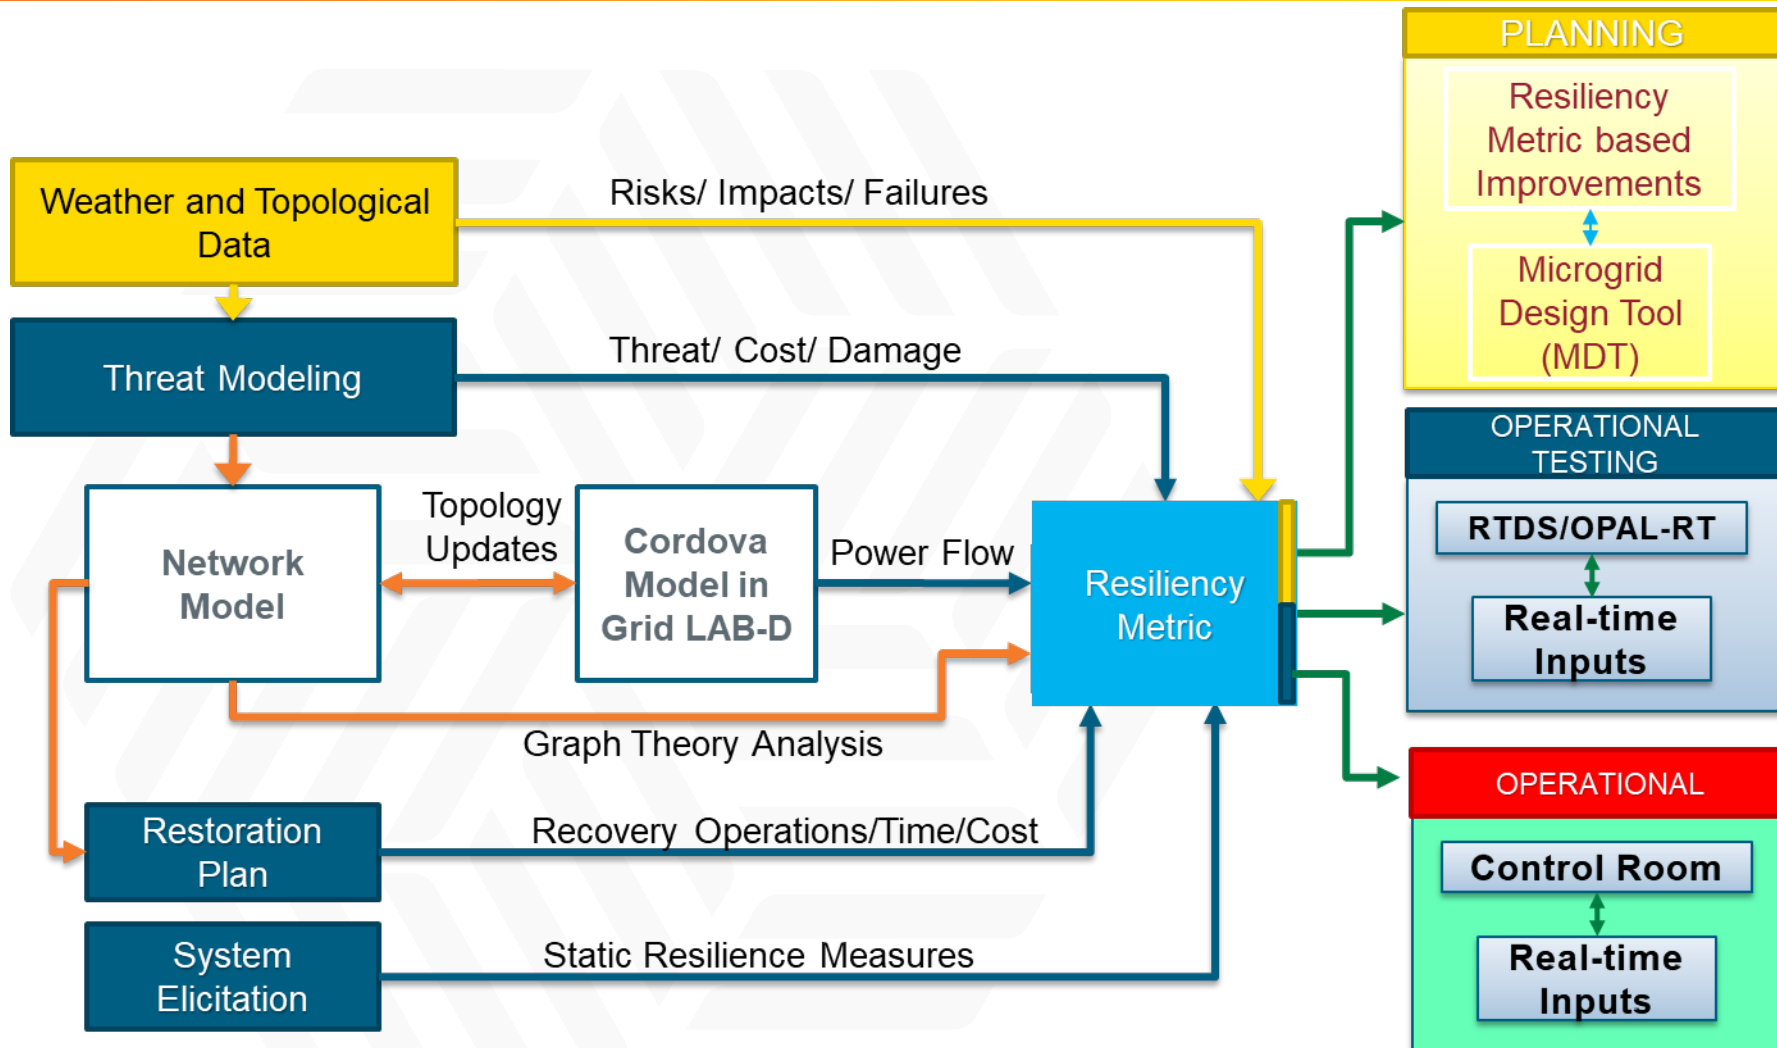 PLANNING
Resiliency
Metric based
Improvements
Microgrid
Design Tool
(MDT)
Weather and Topological
Data
Risks/ Impacts/ Failures
Threat Modeling
Threat/ Cost/ Damage
Network
Model
Topology
Updates
Cordova
Model in
Grid LAB-D
Power Flow
Resiliency
Metric
Graph Theory Analysis
Restoration
Plan
Recovery Operations/Time/Cost
System
Elicitation
Static Resilience Measures
OPERATIONAL
TESTING
RTDS/OPAL-RT
Real-time
Inputs
OPERATIONAL
Control Room
Real-time
Inputs